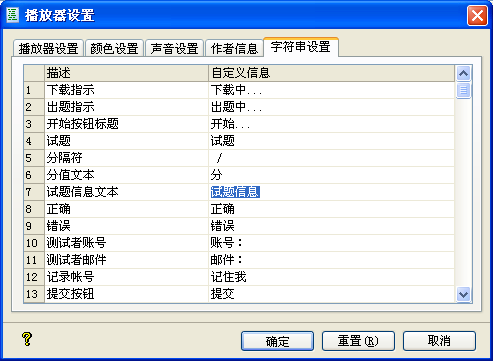 播放器设置
播放器设置 颜色设置 声音设置 作者信息 字符串设置
描述 自定义信息
1 下载指示 下载中...
2 出题指示 出题中...
3 开始按钮标题 开始...
4 试题 试题
5 分隔符 /
6 分值文本 分
7 试题信息文本 试题信息
8 正确 正确
9 错误 错误
10 测试者账号 账号：
11 测试者邮件 邮件：
12 记录帐号 记住我
13 提交按钮 提交
? 确定 重置(R) 取消